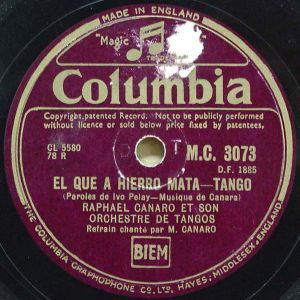 MADE IN ENGLAND
"Magic
TRADE
Columbia
Copyright, patented Record. Not to be publicly performed
without licence or sold below price fixed by patentees.
CL 5580
78 R
M.C. 3073
D.F. 1885
EL QUE A HIERRO MATA—TANGO
(Paroles de Ivo Pelay—Musique de Canara)
RAPHAEL CANARO ET SON
ORCHESTRE DE TANGOS
Refrain chanté par M. CANARO
BIEM
THE COLUMBIA GRAPHOPHONE CO. LTD. HAYES, MIDDLESEX, ENGLAND